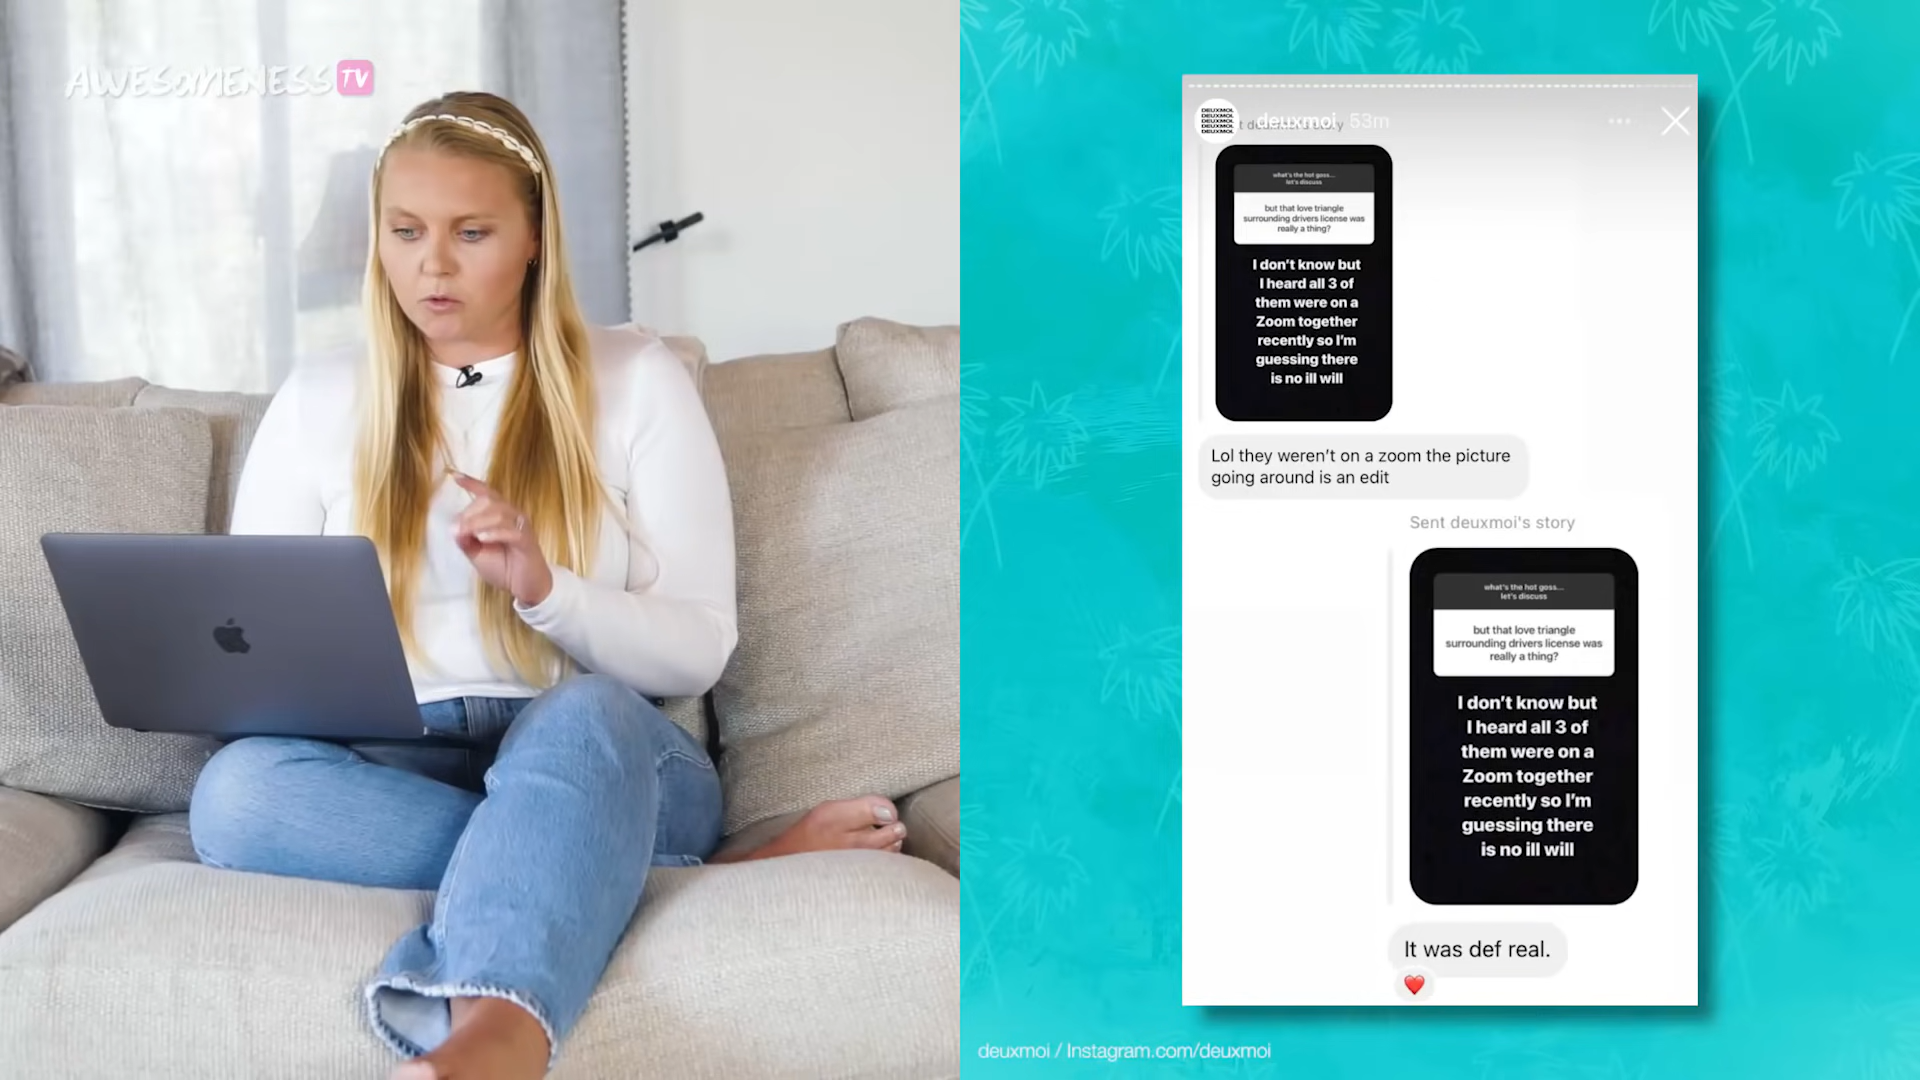 AWESOMENESS TV
DEUXMOI
DEUXMOI
DEUXMOI
DEUXMOI
DEUXMOI
deuxmoi 53m
what's the hot goss...
let's discuss
but that love triangle
surrounding drivers license was
really a thing?
I don't know but
I heard all 3 of
them were on a
Zoom together
recently so I'm
guessing there
is no ill will
Lol they weren't on a zoom the picture
going around is an edit
Sent deuxmoi's story
what's the hot goss...
let's discuss
but that love triangle
surrounding drivers license was
really a thing?
I don't know but
I heard all 3 of
them were on a
Zoom together
recently so I'm
guessing there
is no ill will
It was def real.
deuxmoi / Instagram.com/deuxmoi